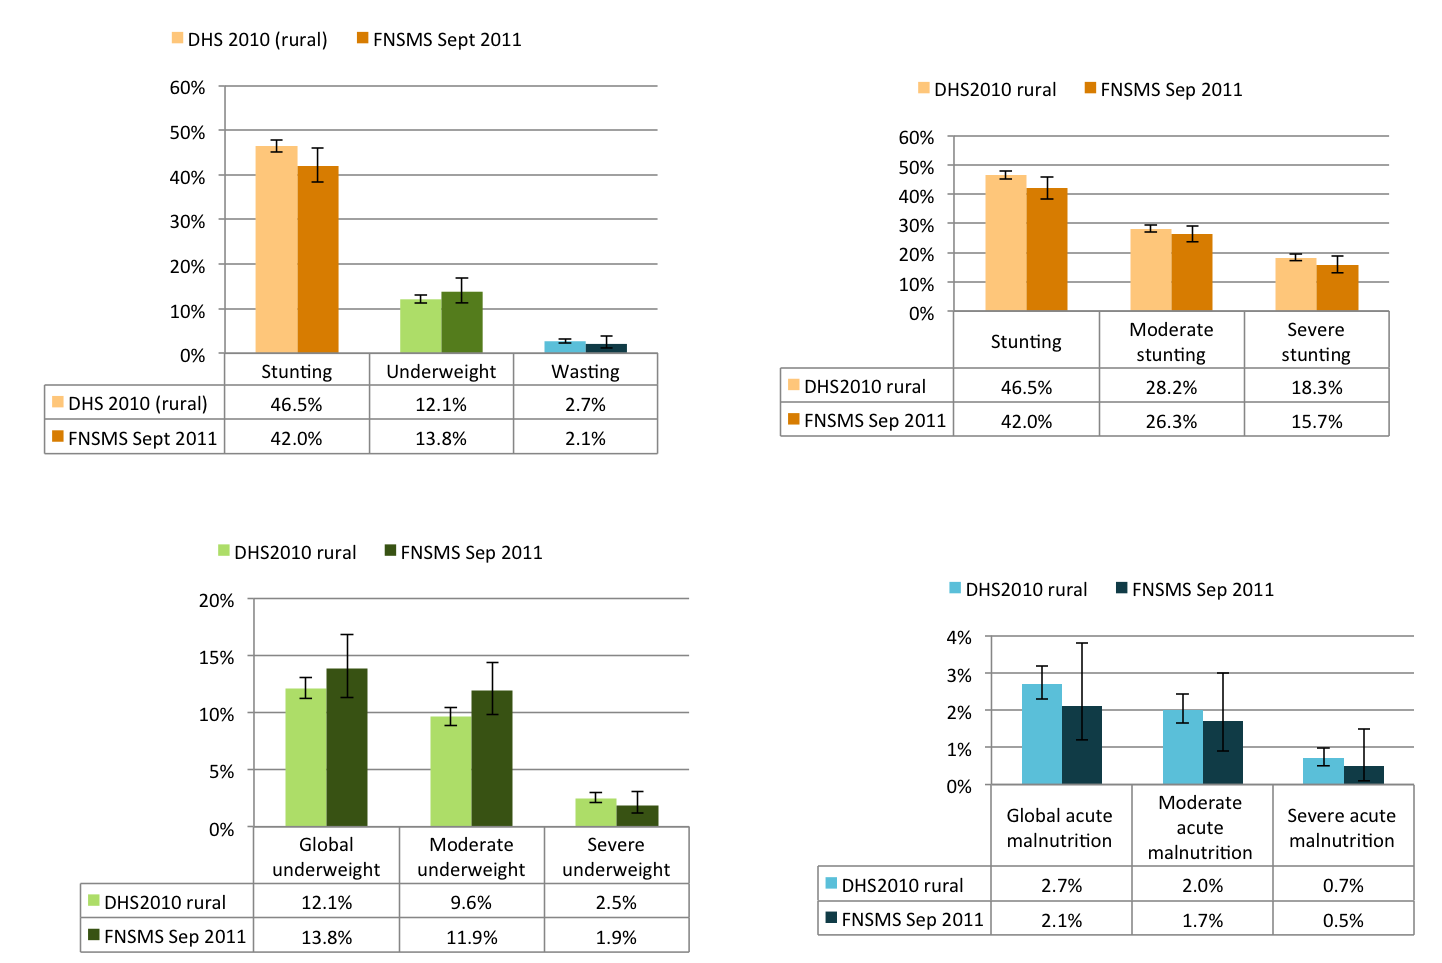 DHS 2010 (rural) FNSMS Sept 2011
60%
50%
40%
30%
20%
10%
0%
Stunting Underweight Wasting
DHS 2010 (rural) 46.5% 12.1% 2.7%
FNSMS Sept 2011 42.0% 13.8% 2.1%
DHS2010 rural FNSMS Sep 2011
60%
50%
40%
30%
20%
10%
0%
Stunting Moderate Severe
stunting stunting
DHS2010 rural 46.5% 28.2% 18.3%
FNSMS Sep 2011 42.0% 26.3% 15.7%
DHS2010 rural FNSMS Sep 2011
20%
15%
10%
5%
0%
Global Moderate Severe
underweight underweight underweight
DHS2010 rural 12.1% 9.6% 2.5%
FNSMS Sep 2011 13.8% 11.9% 1.9%
DHS2010 rural FNSMS Sep 2011
4%
3%
2%
1%
0%
Global acute Moderate Severe acute
malnutrition acute malnutrition
malnutrition
DHS2010 rural 2.7% 2.0% 0.7%
FNSMS Sep 2011 2.1% 1.7% 0.5%